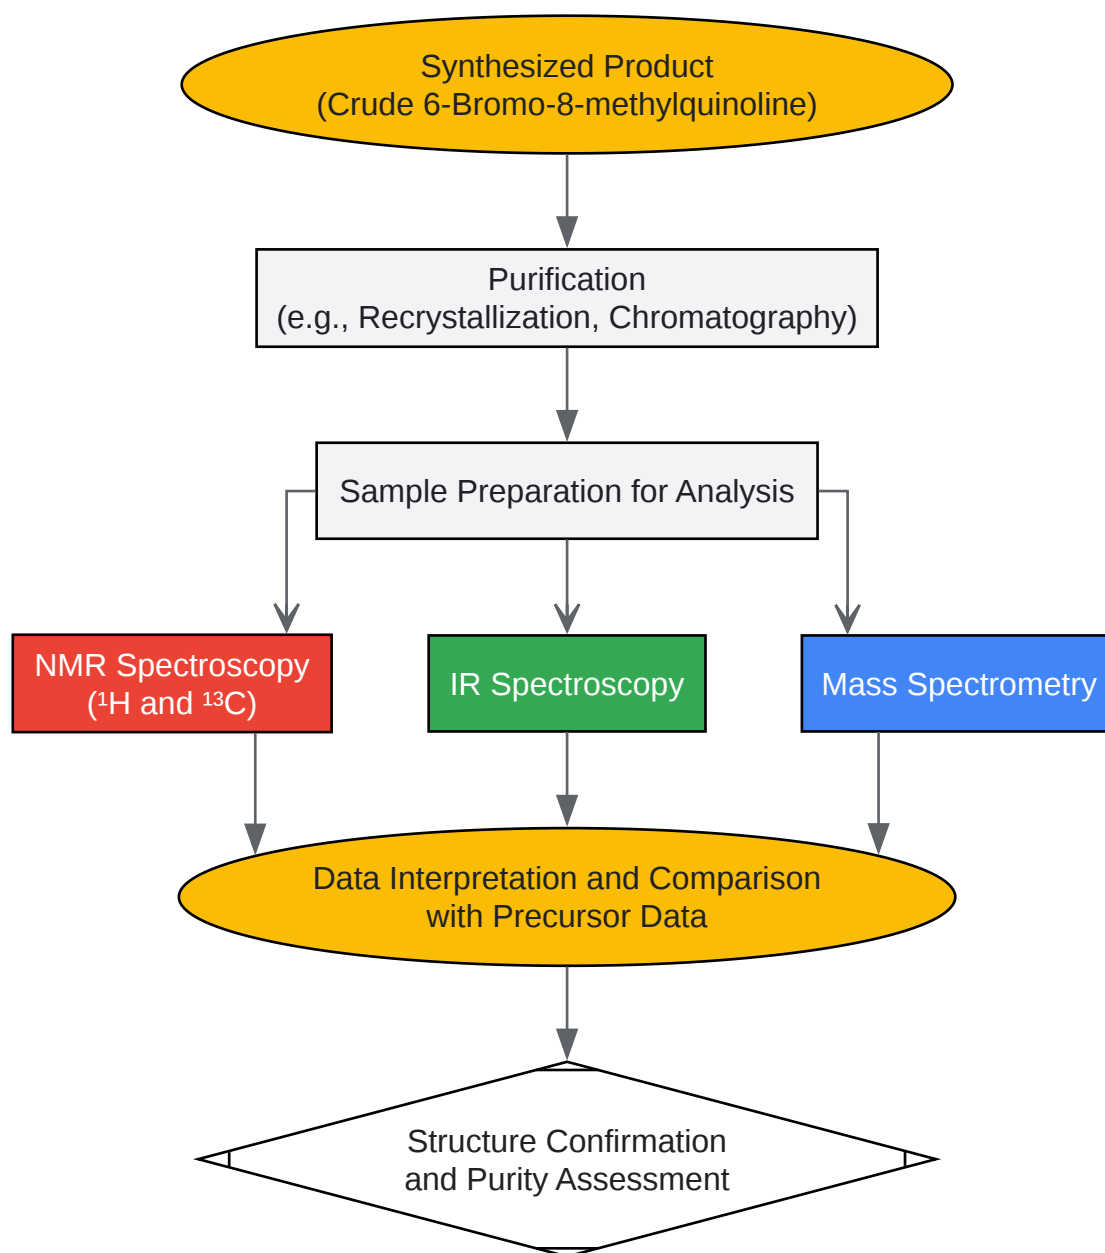 Synthesized Product
(Crude 6-Bromo-8-methylquinoline)
Purification
(e.g., Recrystallization, Chromatography)
Sample Preparation for Analysis
NMR Spectroscopy
(¹H and ¹³C)
IR Spectroscopy
Mass Spectrometry
Data Interpretation and Comparison
with Precursor Data
Structure Confirmation
and Purity Assessment